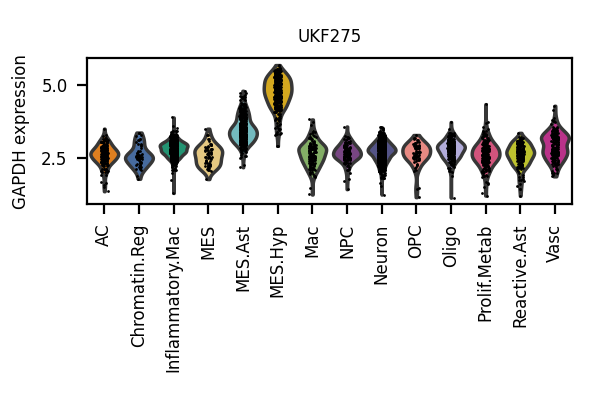 UKF275
GAPDH expression
5.0
2.5
AC
Chromatin.Reg
Inflammatory.Mac
MES
MES.Ast
MES.Hyp
Mac
NPC
Neuron
OPC
Oligo
Prolif.Metab
Reactive.Ast
Vasc